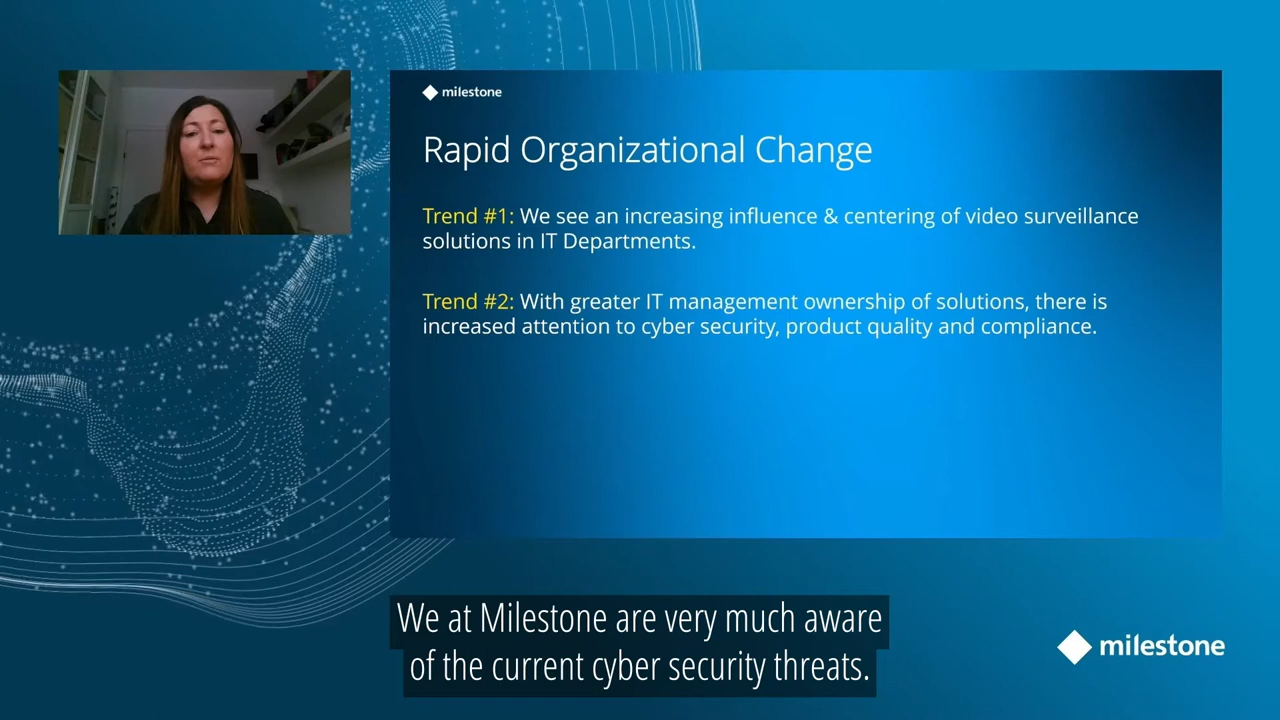 milestone
Rapid Organizational Change
Trend #1: We see an increasing influence & centering of video surveillance
solutions in IT Departments.
Trend #2: With greater IT management ownership of solutions, there is
increased attention to cyber security, product quality and compliance.
We at Milestone are very much aware
of the current cyber security threats.
milestone